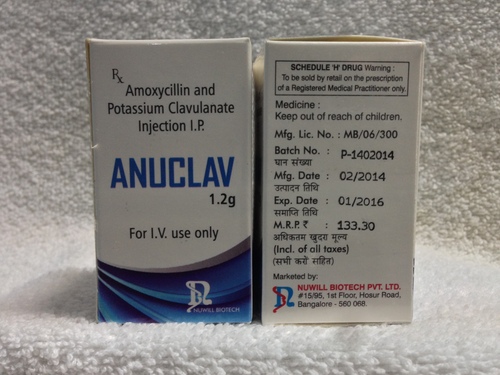 Rx
Amoxycillin and
Potassium Clavulanate
Injection I.P.
ANUCLAV
1.2g
For I.V. use only
NUWILL BIOTECH
SCHEDULE 'H' DRUG Warning :
To be sold by retail on the prescription
of a Registered Medical Practitioner only.
Medicine :
Keep out of reach of children.
Mfg. Lic. No. : MB/06/300
Batch No. : P-1402014
घान संख्या
Mfg. Date : 02/2014
उत्पादन तिथि
Exp. Date : 01/2016
समाप्ति तिथि
M.R.P. ₹ : 133.30
अधिकतम खुदरा मूल्य
(Incl. of all taxes)
(सभी करों सहित)
Marketed by:
NUWILL BIOTECH PVT. LTD.
#15/95, 1st Floor, Hosur Road,
Bangalore - 560 068.